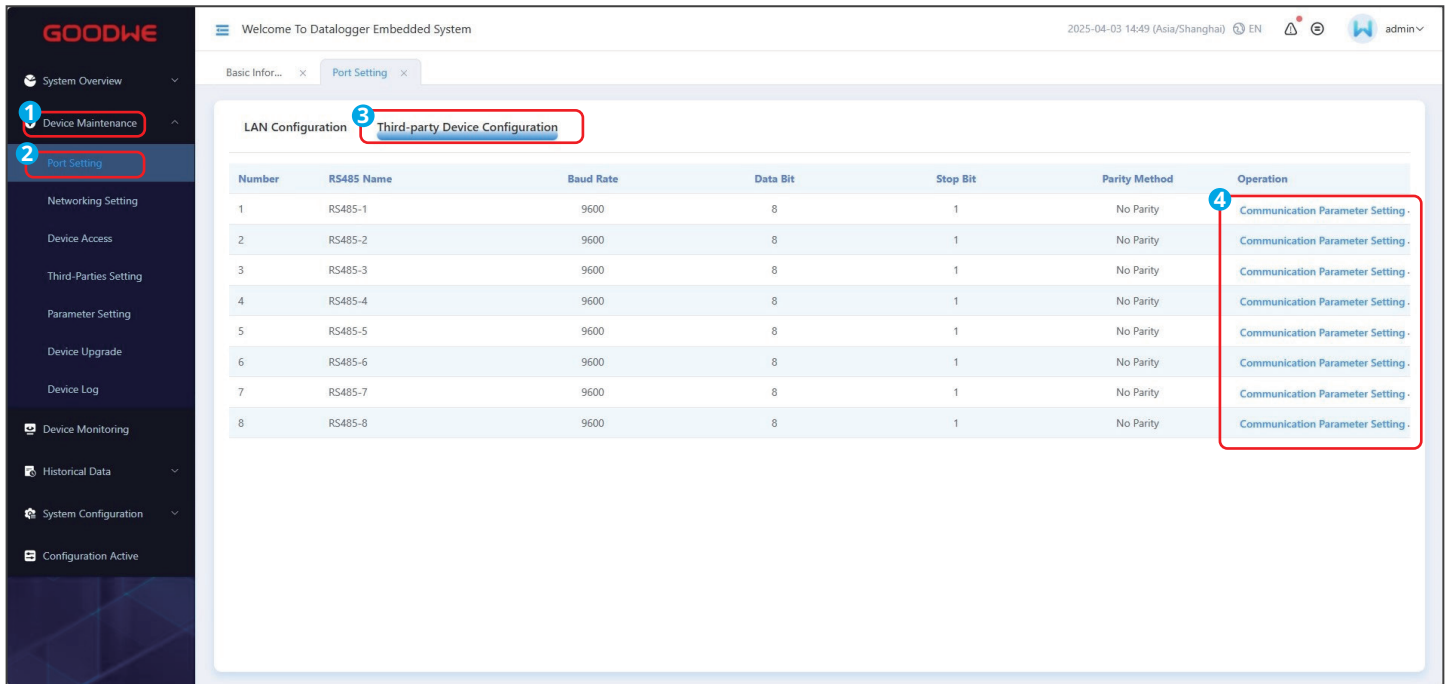 GOODWE
Welcome To Datalogger Embedded System
2025-04-03 14:49 (Asia/Shanghai) EN admin
System Overview
1 Device Maintenance
2 Port Setting
Networking Setting
Device Access
Third-Parties Setting
Parameter Setting
Device Upgrade
Device Log
Device Monitoring
Historical Data
System Configuration
Configuration Active
Basic Infor... × Port Setting ×
LAN Configuration 3 Third-party Device Configuration
Number RS485 Name Baud Rate Data Bit Stop Bit Parity Method Operation
4
1 RS485-1 9600 8 1 No Parity Communication Parameter Setting
2 RS485-2 9600 8 1 No Parity Communication Parameter Setting
3 RS485-3 9600 8 1 No Parity Communication Parameter Setting
4 RS485-4 9600 8 1 No Parity Communication Parameter Setting
5 RS485-5 9600 8 1 No Parity Communication Parameter Setting
6 RS485-6 9600 8 1 No Parity Communication Parameter Setting
7 RS485-7 9600 8 1 No Parity Communication Parameter Setting
8 RS485-8 9600 8 1 No Parity Communication Parameter Setting